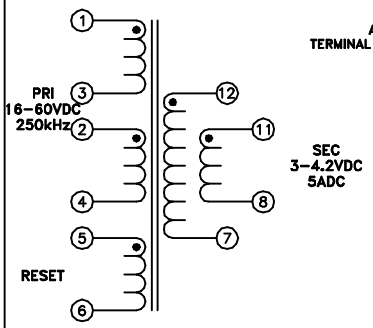 1
A
TERMINAL
PRI
3
12
16-60VDC
250kHz
2
11
SEC
3-4.2VDC
5ADC
4
8
5
7
RESET
6